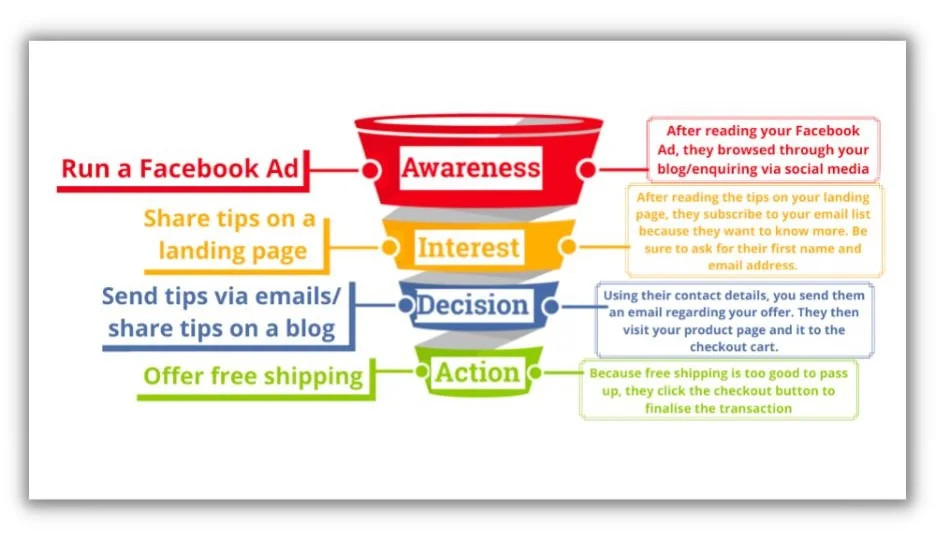 Run a Facebook Ad
Awareness
After reading your Facebook
Ad, they browsed through your
blog/enquiring via social media
Share tips on a
landing page
Interest
After reading the tips on your landing
page, they subscribe to your email list
because they want to know more. Be
sure to ask for their first name and
email address.
Send tips via emails/
share tips on a blog
Decision
Using their contact details, you send them
an email regarding your offer. They then
visit your product page and it to the
checkout cart.
Offer free shipping
Action
Because free shipping is too good to pass
up, they click the checkout button to
finalise the transaction